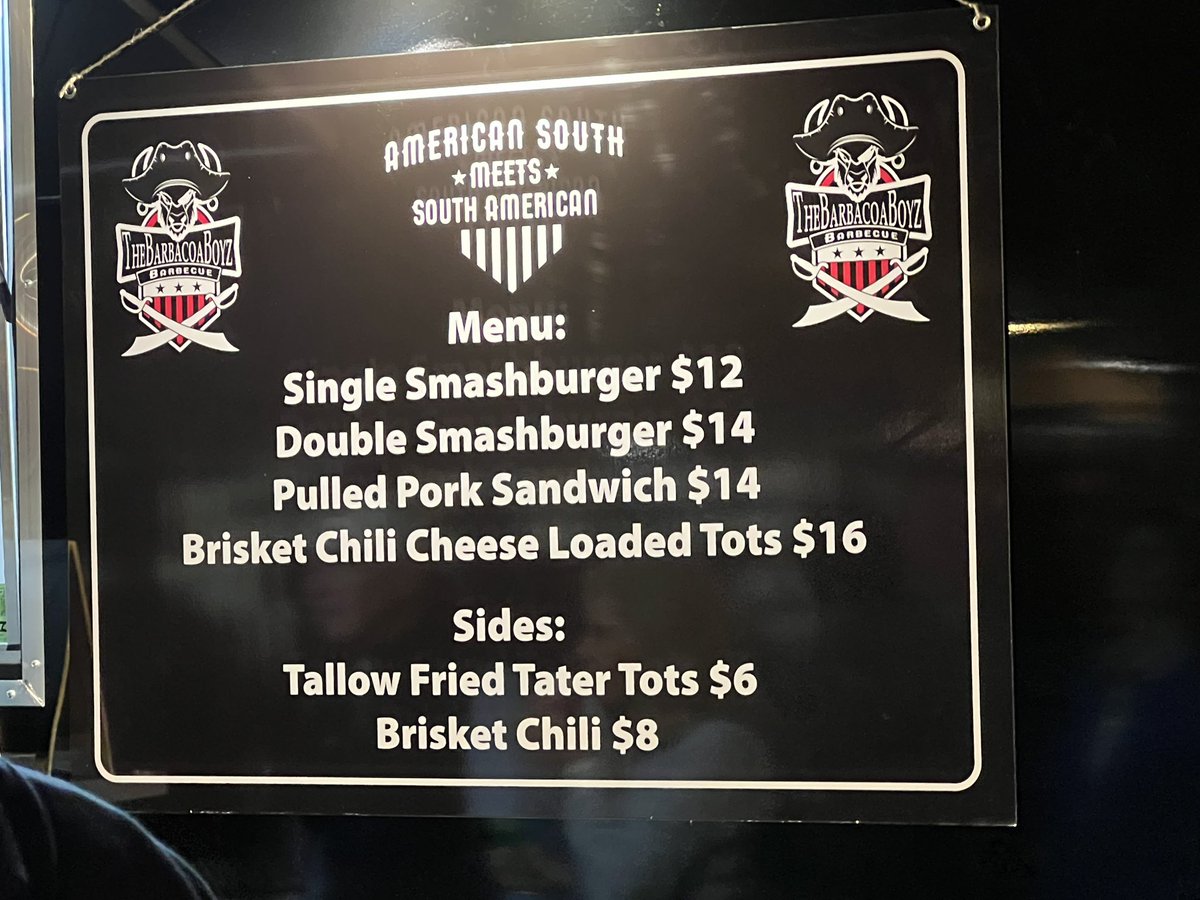 AMERICAN SOUTH
★MEETS★
SOUTH AMERICAN
THEBARBACOABOYZ
BARBECUE
THEBARBACOABOYZ
BARBECUE
Menu:
Single Smashburger $12
Double Smashburger $14
Pulled Pork Sandwich $14
Brisket Chili Cheese Loaded Tots $16
Sides:
Tallow Fried Tater Tots $6
Brisket Chili $8